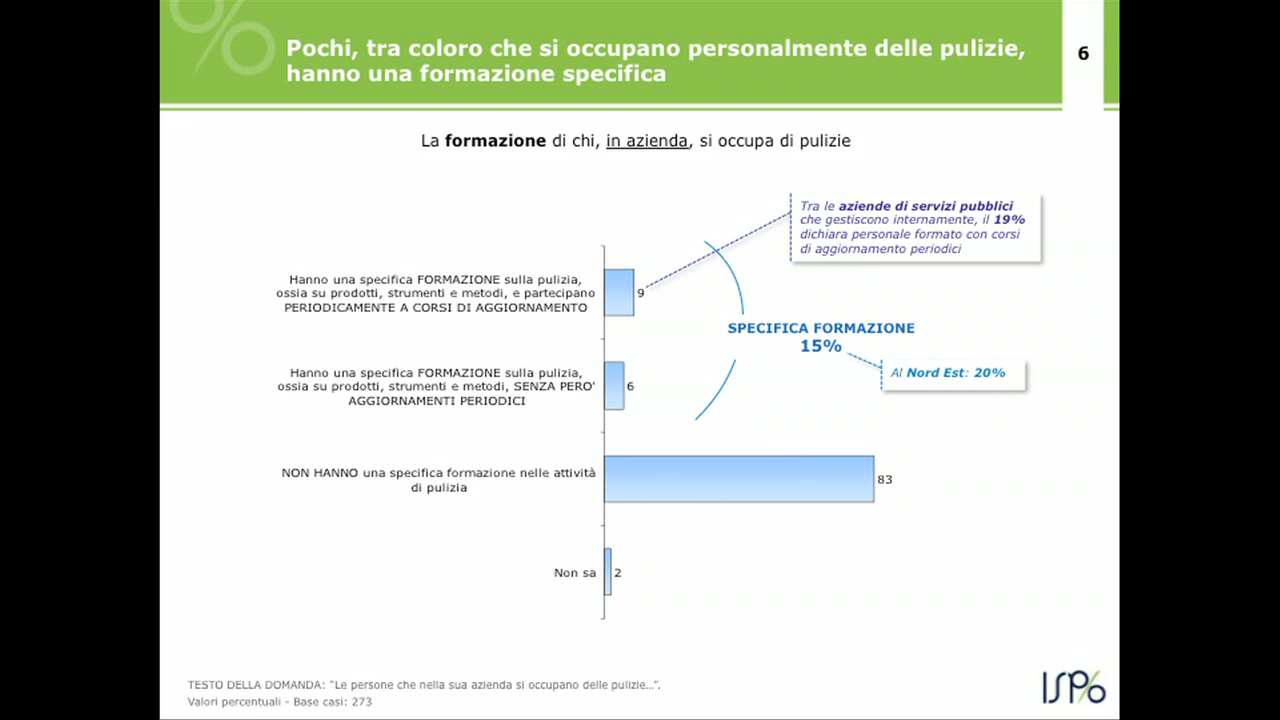 Pochi, tra coloro che si occupano personalmente delle pulizie,
hanno una formazione specifica
6
La formazione di chi, in azienda, si occupa di pulizie
Tra le aziende di servizi pubblici
che gestiscono internamente, il 19%
dichiara personale formato con corsi
di aggiornamento periodici
Hanno una specifica FORMAZIONE sulla pulizia,
ossia su prodotti, strumenti e metodi, e partecipano
PERIODICAMENTE A CORSI DI AGGIORNAMENTO
9
SPECIFICA FORMAZIONE
15%
Al Nord Est: 20%
Hanno una specifica FORMAZIONE sulla pulizia,
ossia su prodotti, strumenti e metodi, SENZA PERO'
AGGIORNAMENTI PERIODICI
6
NON HANNO una specifica formazione nelle attività
di pulizia
83
Non sa
2
TESTO DELLA DOMANDA: “Le persone che nella sua azienda si occupano delle pulizie…”.
Valori percentuali - Base casi: 273
ISPO